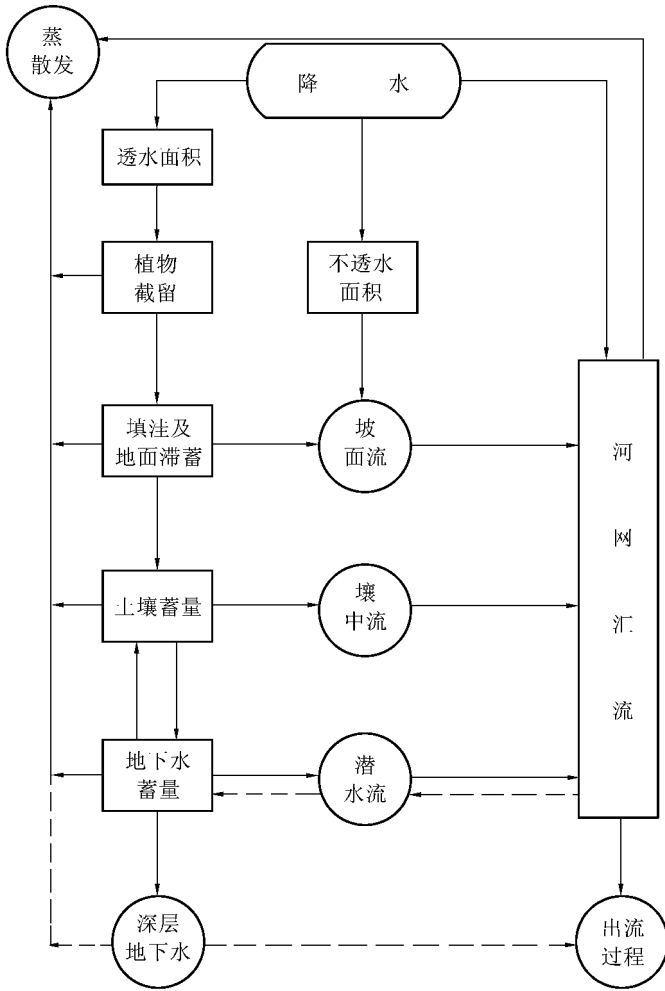 蒸
散发
降 水
透水面积
植物
截留
不透水
面积
填洼及
地面滞蓄
坡
面流
河
网
汇
流
土壤蓄量
壤
中流
地下水
蓄量
潜
水流
深层
地下水
出流
过程